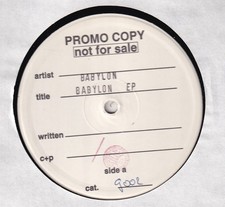 PROMO COPY
not for sale
artist BABYLON
title BABYLON EP
written
c+p
side a
cat.